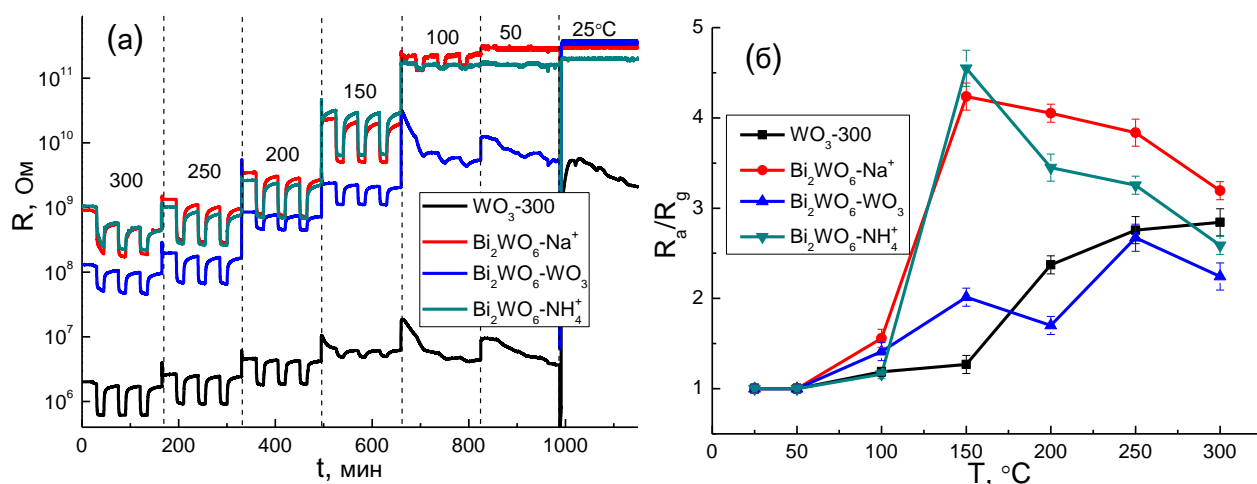 (а)
R, Ом
10¹¹
10¹⁰
10⁹
10⁸
10⁷
10⁶
300
250
200
150
100
50
25°C
WO₃-300
Bi₂WO₆-Na⁺
Bi₂WO₆-WO₃
Bi₂WO₆-NH₄⁺
0 200 400 600 800 1000
t, мин
(б)
Rₐ/R_g
5
4
3
2
1
WO₃-300
Bi₂WO₆-Na⁺
Bi₂WO₆-WO₃
Bi₂WO₆-NH₄⁺
0 50 100 150 200 250 300
T, °C